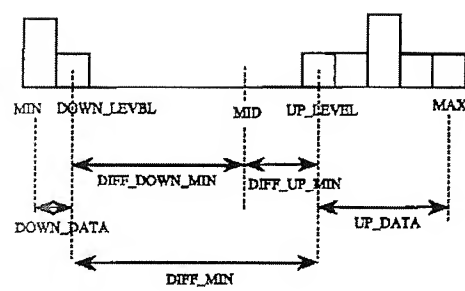 MIN DOWN_LEVBL MID UP_LEVEL MAX
DIFF_DOWN_MIN DIFF_UP_MIN
DOWN_DATA UP_DATA
DIFF_MIN